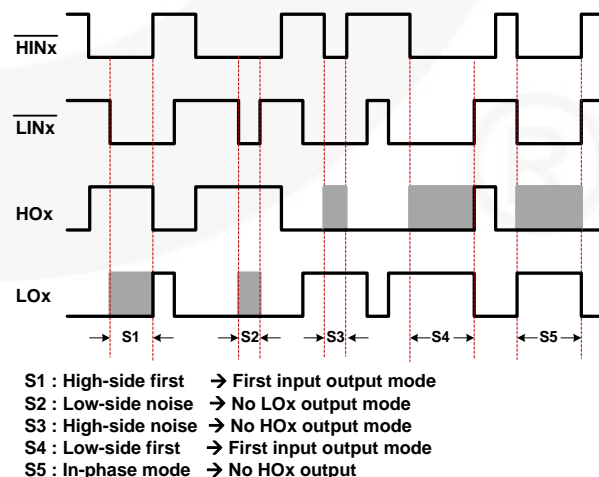 HINx
LINx
HOx
LOx
S1 S2 S3 S4 S5
S1 : High-side first → First input output mode
S2 : Low-side noise → No LOx output mode
S3 : High-side noise → No HOx output mode
S4 : Low-side first → First input output mode
S5 : In-phase mode → No HOx output
®